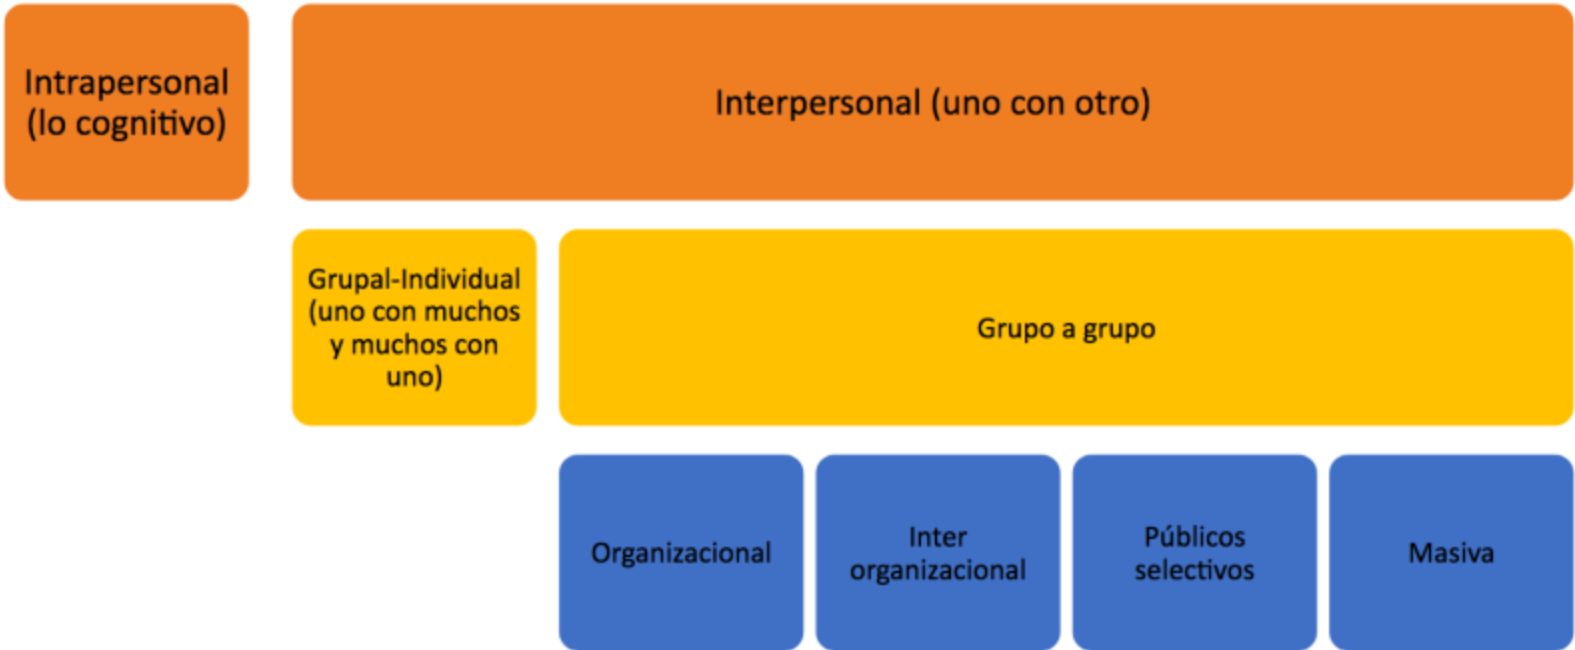 Intrapersonal
(lo cognitivo)
Interpersonal (uno con otro)
Grupal-Individual
(uno con muchos
y muchos con
uno)
Grupo a grupo
Organizacional
Inter
organizacional
Públicos
selectivos
Masiva